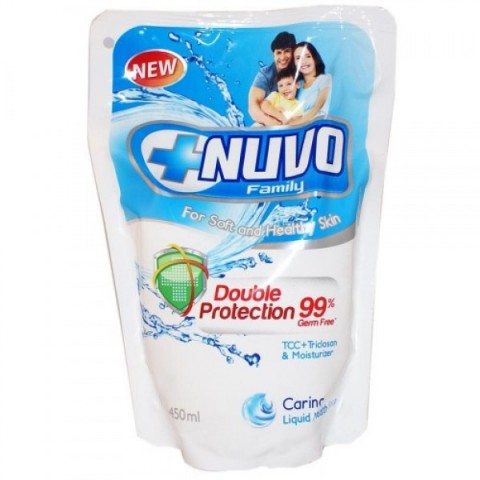 NEW
NUVO
Family
For Soft and Healthy Skin
Double
Protection 99%
Germ Free*
TCC+Triclosan
& Moisturizer
450ml
Caring
Liquid